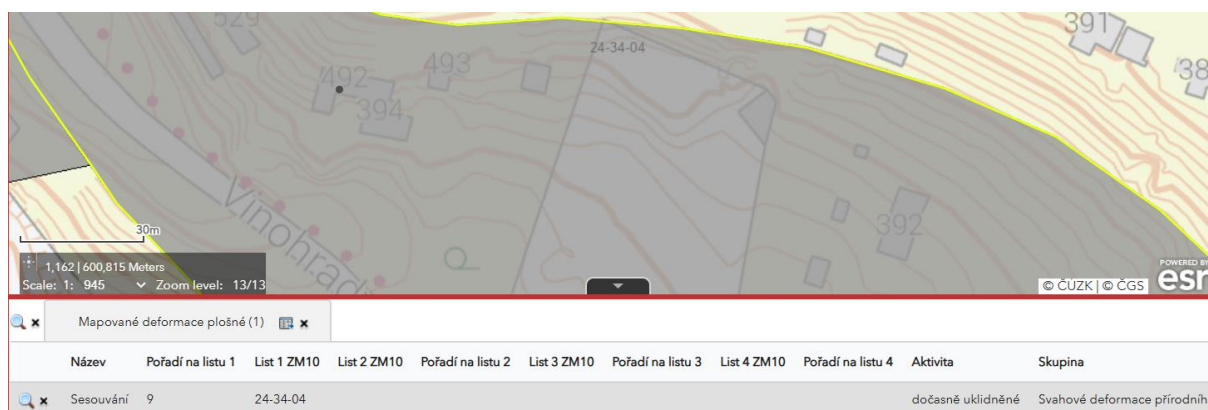 529
391
24-34-04
38
492
493
394
Vinohrad
392
30m
1,162 | 600,815 Meters
Scale: 1: 945 Zoom level: 13/13
POWERED BY
esri
© ČÚZK | © ČGS
Mapované deformace plošné (1)
Název Pořadí na listu 1 List 1 ZM10 List 2 ZM10 Pořadí na listu 2 List 3 ZM10 Pořadí na listu 3 List 4 ZM10 Pořadí na listu 4 Aktivita Skupina
Sesouvání 9 24-34-04 dočasně uklidněné Svahové deformace přírodníh